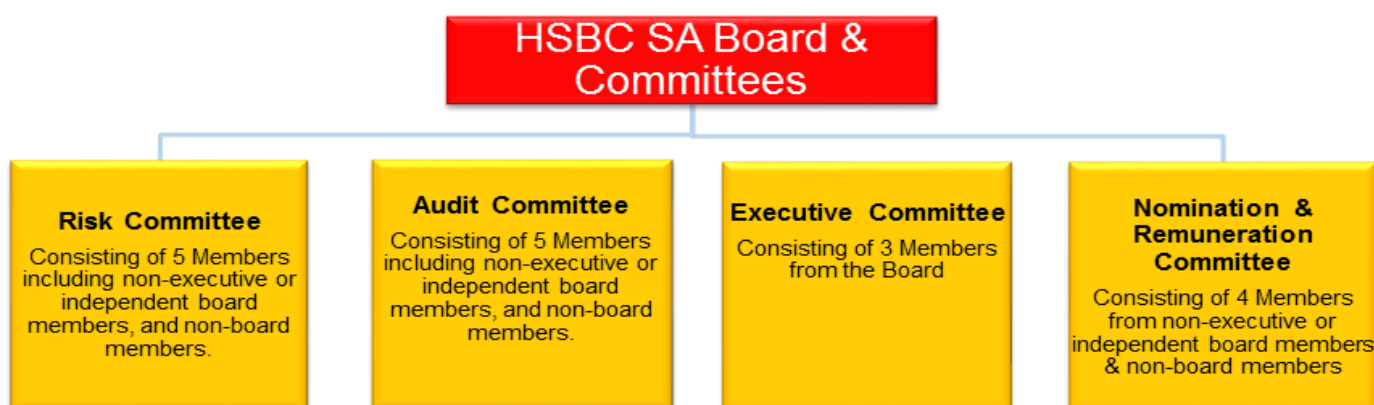 HSBC SA Board &
Committees
Risk Committee
Consisting of 5 Members
including non-executive or
independent board
members, and non-board
members.
Audit Committee
Consisting of 5 Members
including non-executive or
independent board
members, and non-board
members.
Executive Committee
Consisting of 3 Members
from the Board
Nomination &
Remuneration
Committee
Consisting of 4 Members
from non-executive or
independent board members
& non-board members